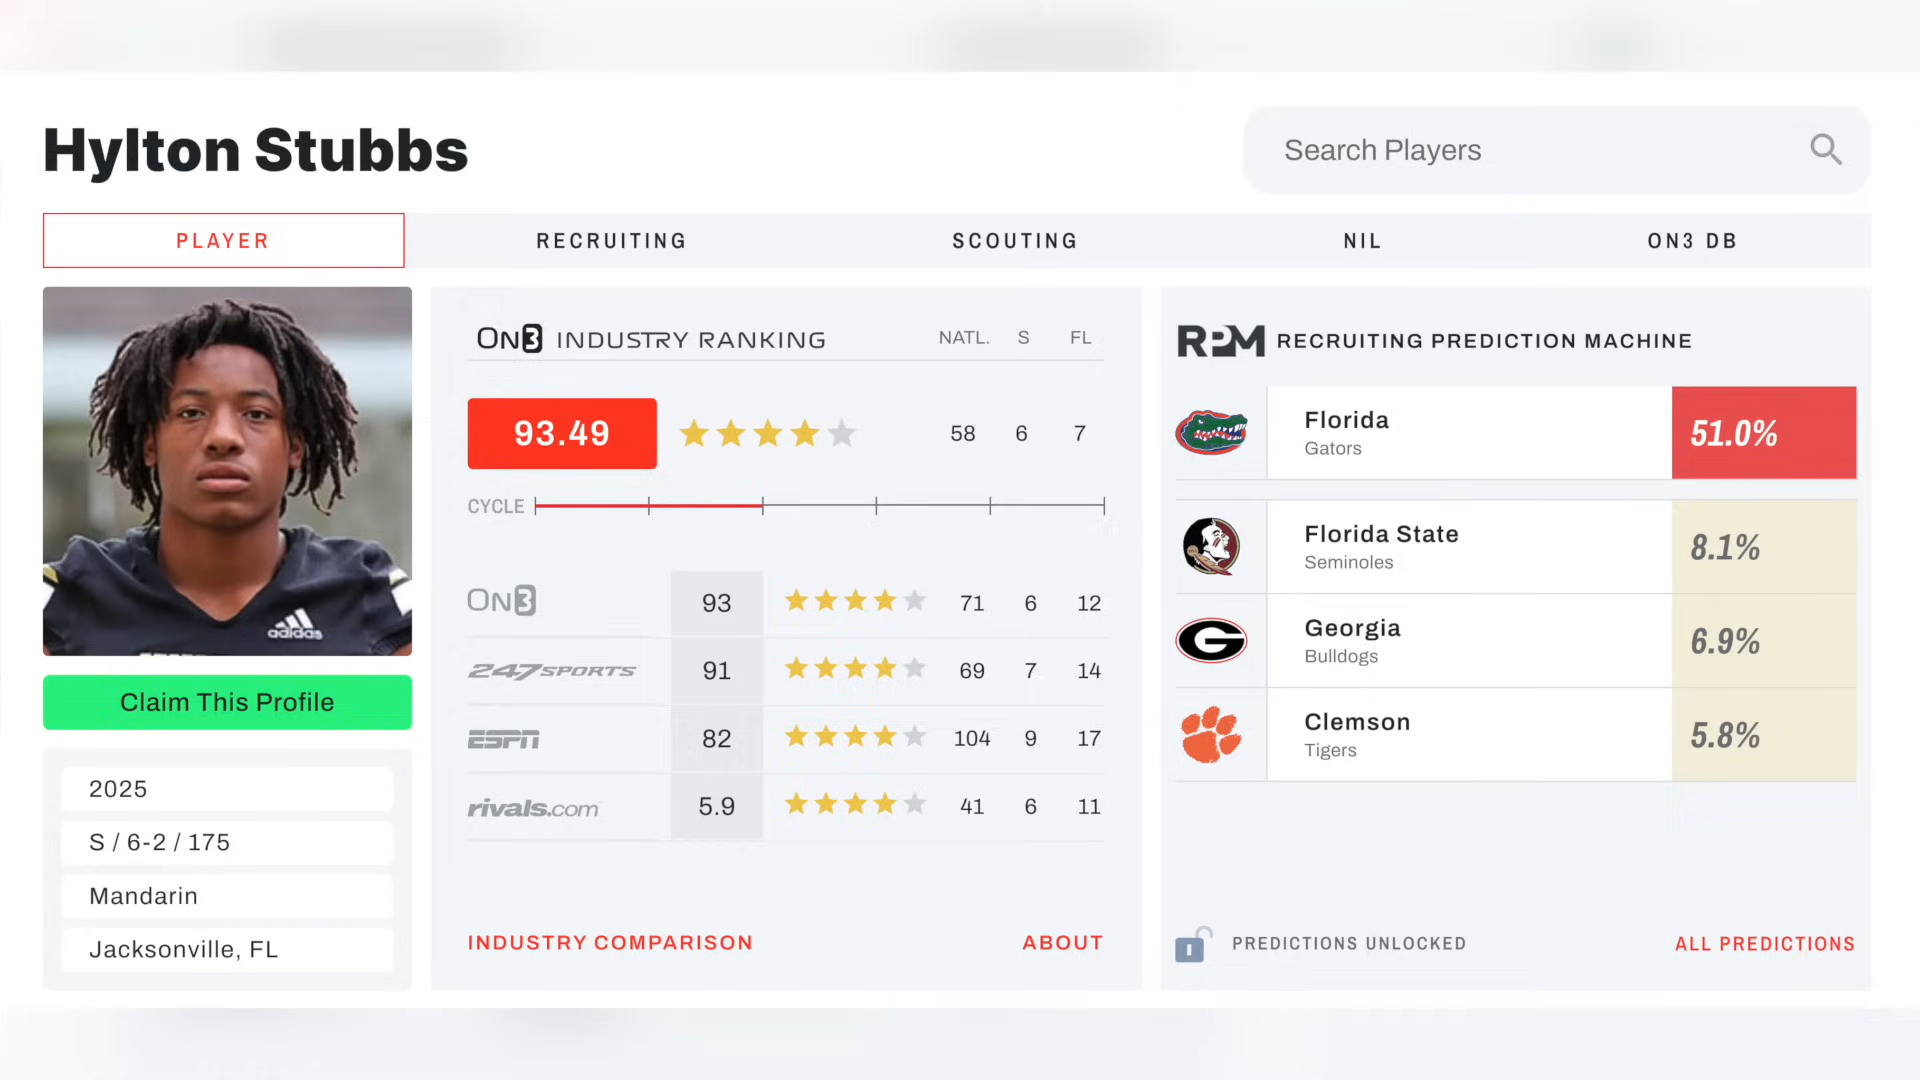 Hylton Stubbs
Search Players
PLAYER RECRUITING SCOUTING NIL ON3 DB
adidas
Claim This Profile
2025
S / 6-2 / 175
Mandarin
Jacksonville, FL
ON3 INDUSTRY RANKING NATL. S FL
93.49 58 6 7
CYCLE
ON3 93 71 6 12
247SPORTS 91 69 7 14
ESPN 82 104 9 17
rivals.com 5.9 41 6 11
INDUSTRY COMPARISON ABOUT
RPM RECRUITING PREDICTION MACHINE
Florida
Gators
51.0%
Florida State
Seminoles
8.1%
G
Georgia
Bulldogs
6.9%
Clemson
Tigers
5.8%
PREDICTIONS UNLOCKED ALL PREDICTIONS